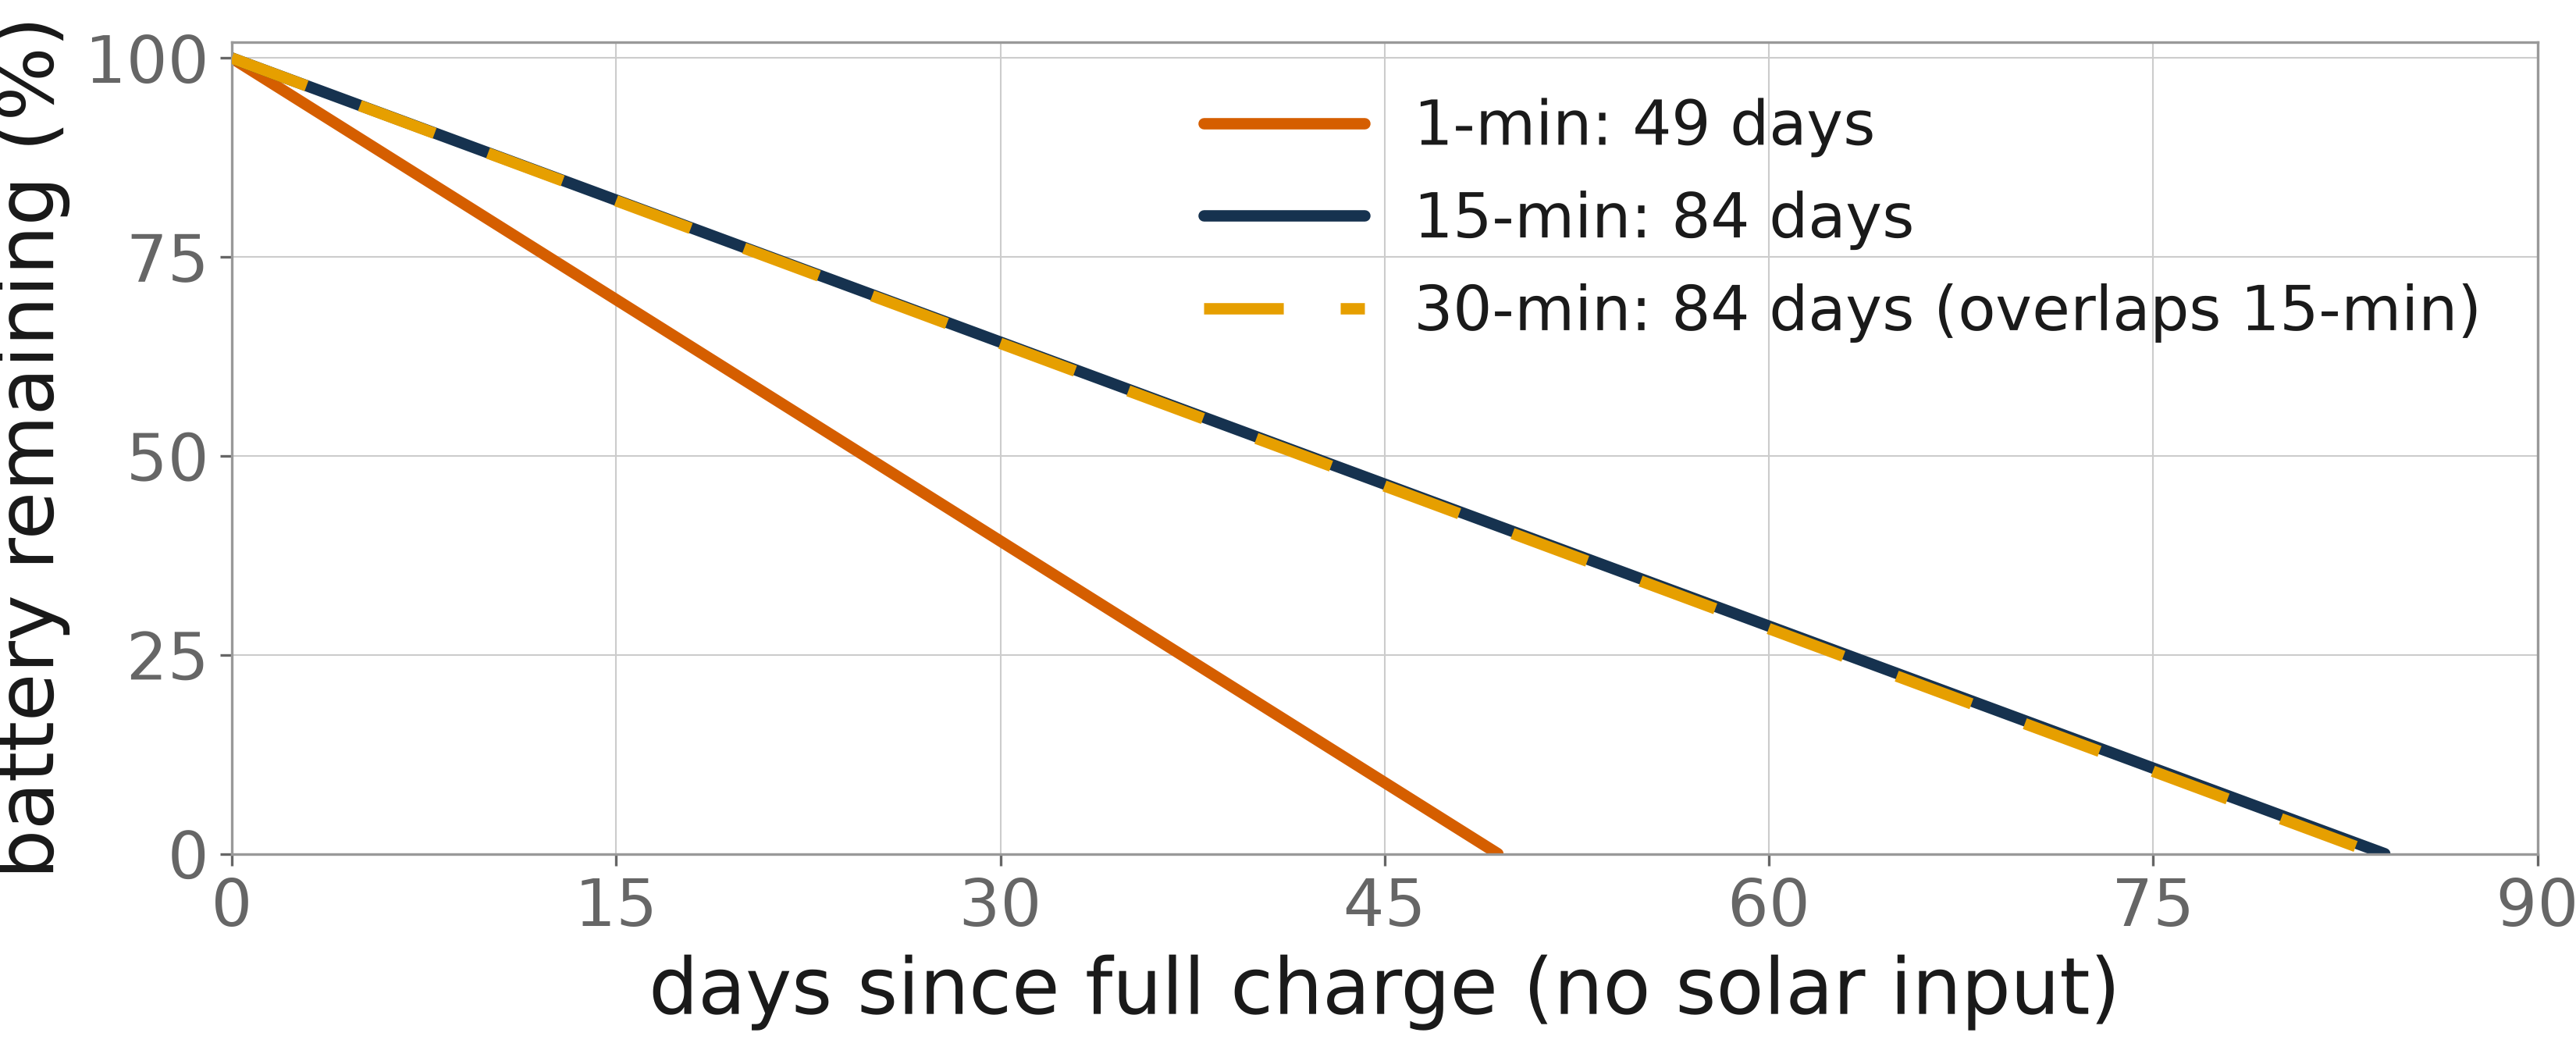 battery remaining (%)
100
75
50
25
0
1-min: 49 days
15-min: 84 days
30-min: 84 days (overlaps 15-min)
0 15 30 45 60 75 90
days since full charge (no solar input)